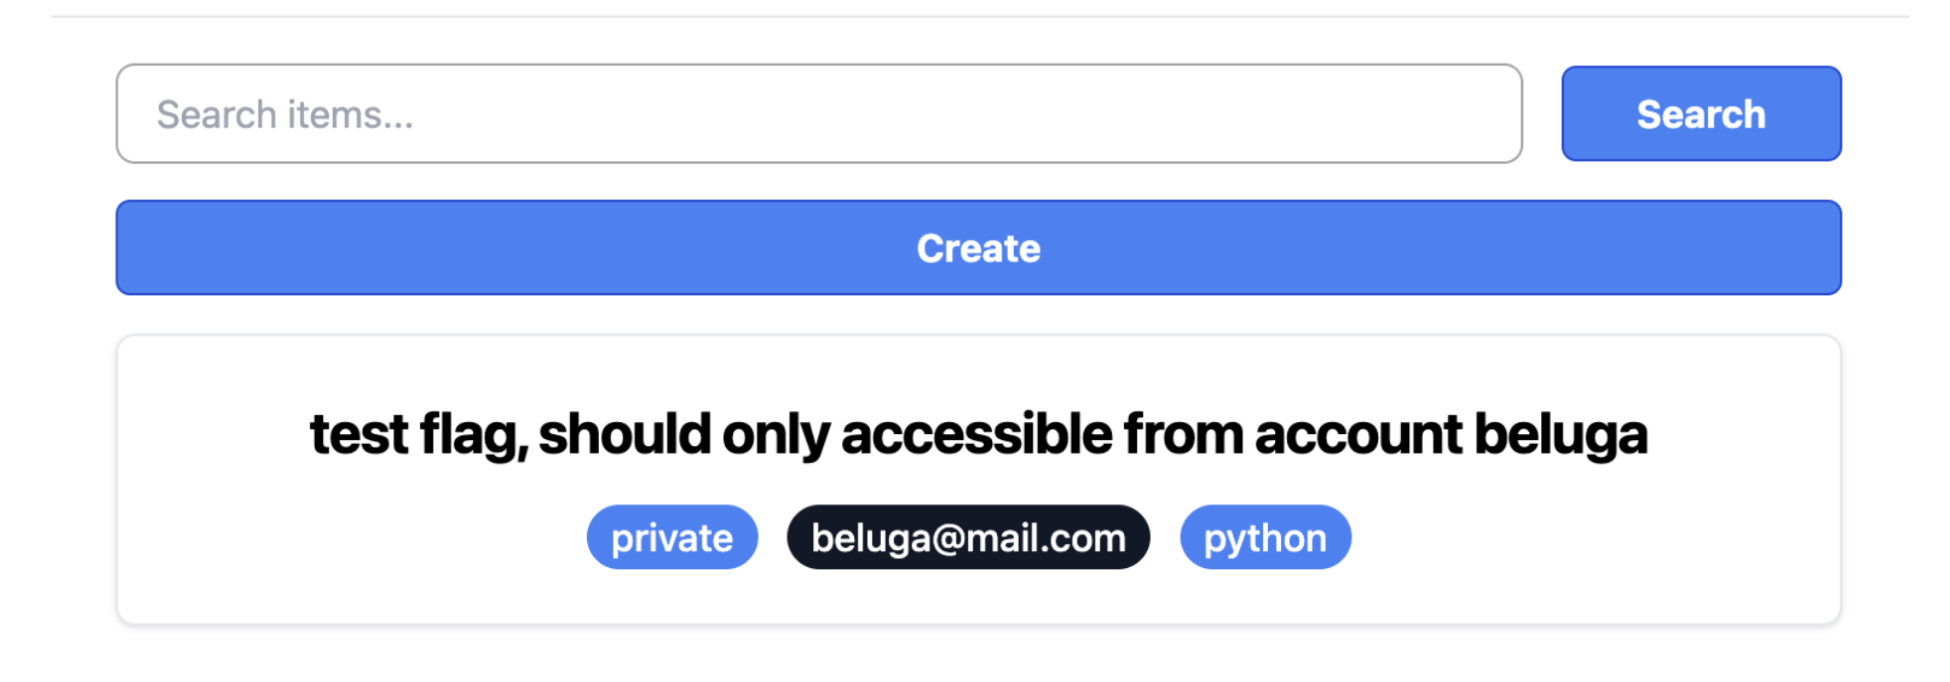 Search items...
Search
Create
test flag, should only accessible from account beluga
private beluga@mail.com python